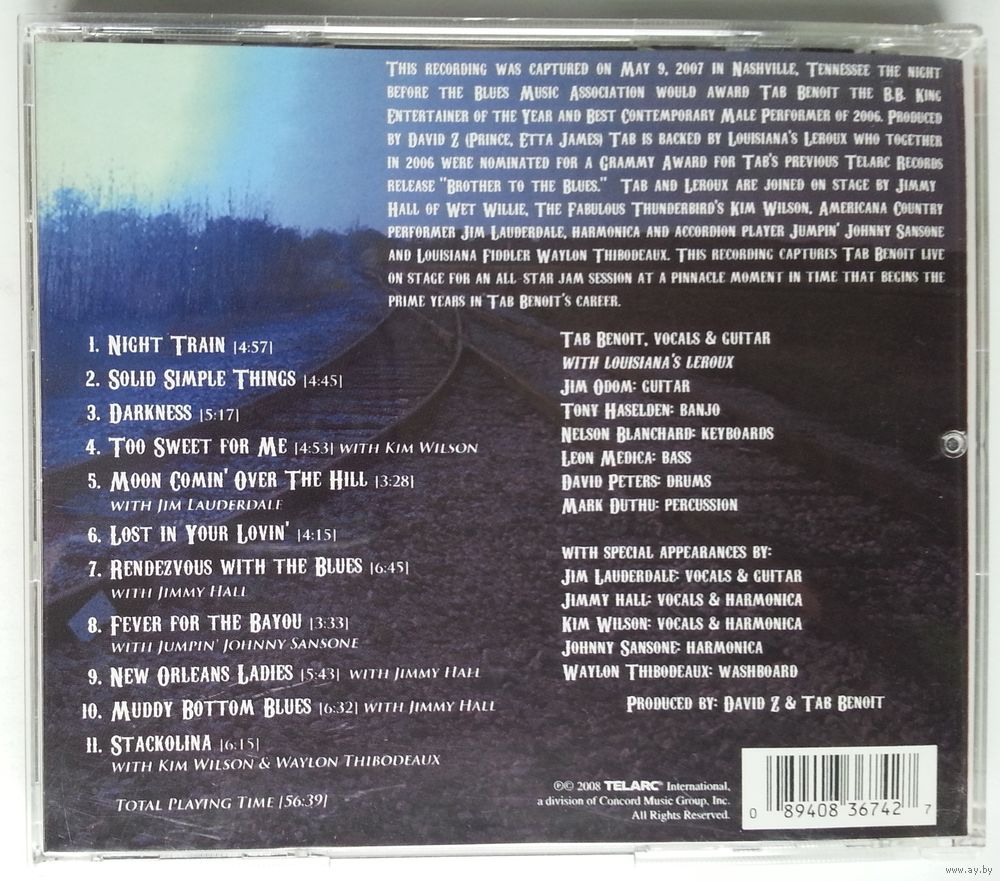 This recording was captured on May 9, 2007 in Nashville, Tennessee the night
before the Blues Music Association would award Tab Benoit the B.B. King
Entertainer of the Year and Best Contemporary Male Performer of 2006. Produced
by David Z (Prince, Etta James) Tab is backed by Louisiana's Leroux who together
in 2006 were nominated for a Grammy Award for Tab's previous Telarc Records
release "Brother to the Blues." Tab and Leroux are joined on stage by Jimmy
Hall of Wet Willie, The Fabulous Thunderbird's Kim Wilson, Americana Country
performer Jim Lauderdale, harmonica and accordion player Jumpin' Johnny Sansone
and Louisiana Fiddler Waylon Thibodeaux. This recording captures Tab Benoit live
on stage for an all-star jam session at a pinnacle moment in time that begins the
prime years in Tab Benoit's career.
1. Night Train [4:57]
2. Solid Simple Things [4:45]
3. Darkness [5:17]
4. Too Sweet for Me [4:53] with Kim Wilson
5. Moon Comin' Over The Hill [3:28]
with Jim Lauderdale
6. Lost in Your Lovin' [4:15]
7. Rendezvous with the Blues [6:45]
with Jimmy Hall
8. Fever for the Bayou [3:33]
with Jumpin' Johnny Sansone
9. New Orleans Ladies [5:43] with Jimmy Hall
10. Muddy Bottom Blues [6:32] with Jimmy Hall
11. Stackolina [6:15]
with Kim Wilson & Waylon Thibodeaux
Total Playing Time [56:39]
Tab Benoit, vocals & guitar
with Louisiana's Leroux
Jim Odom: guitar
Tony Haselden: banjo
Nelson Blanchard: keyboards
Leon Medica: bass
David Peters: drums
Mark Duthu: percussion
with special appearances by:
Jim Lauderdale: vocals & guitar
Jimmy Hall: vocals & harmonica
Kim Wilson: vocals & harmonica
Johnny Sansone: harmonica
Waylon Thibodeaux: washboard
Produced by: David Z & Tab Benoit
℗© 2008 TELARC® International,
a division of Concord Music Group, Inc.
All Rights Reserved.
0 89408 36742 7
www.ay.by